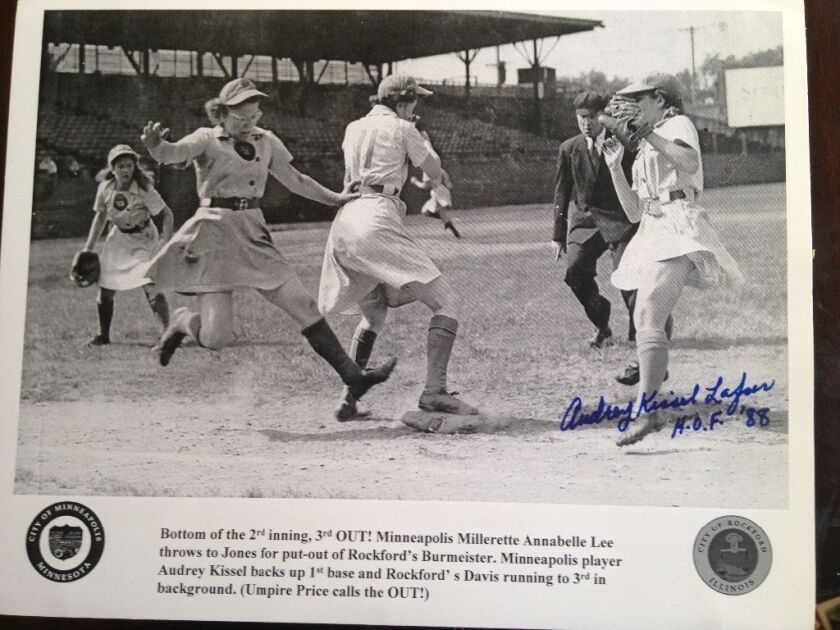 11
Audrey Kissel Lafser
H.O.F. '88
CITY OF MINNEAPOLIS
MINNESOTA
Bottom of the 2nd inning, 3rd OUT! Minneapolis Millerette Annabelle Lee
throws to Jones for put-out of Rockford's Burmeister. Minneapolis player
Audrey Kissel backs up 1st base and Rockford' s Davis running to 3rd in
background. (Umpire Price calls the OUT!)
CITY OF ROCKFORD
ILLINOIS